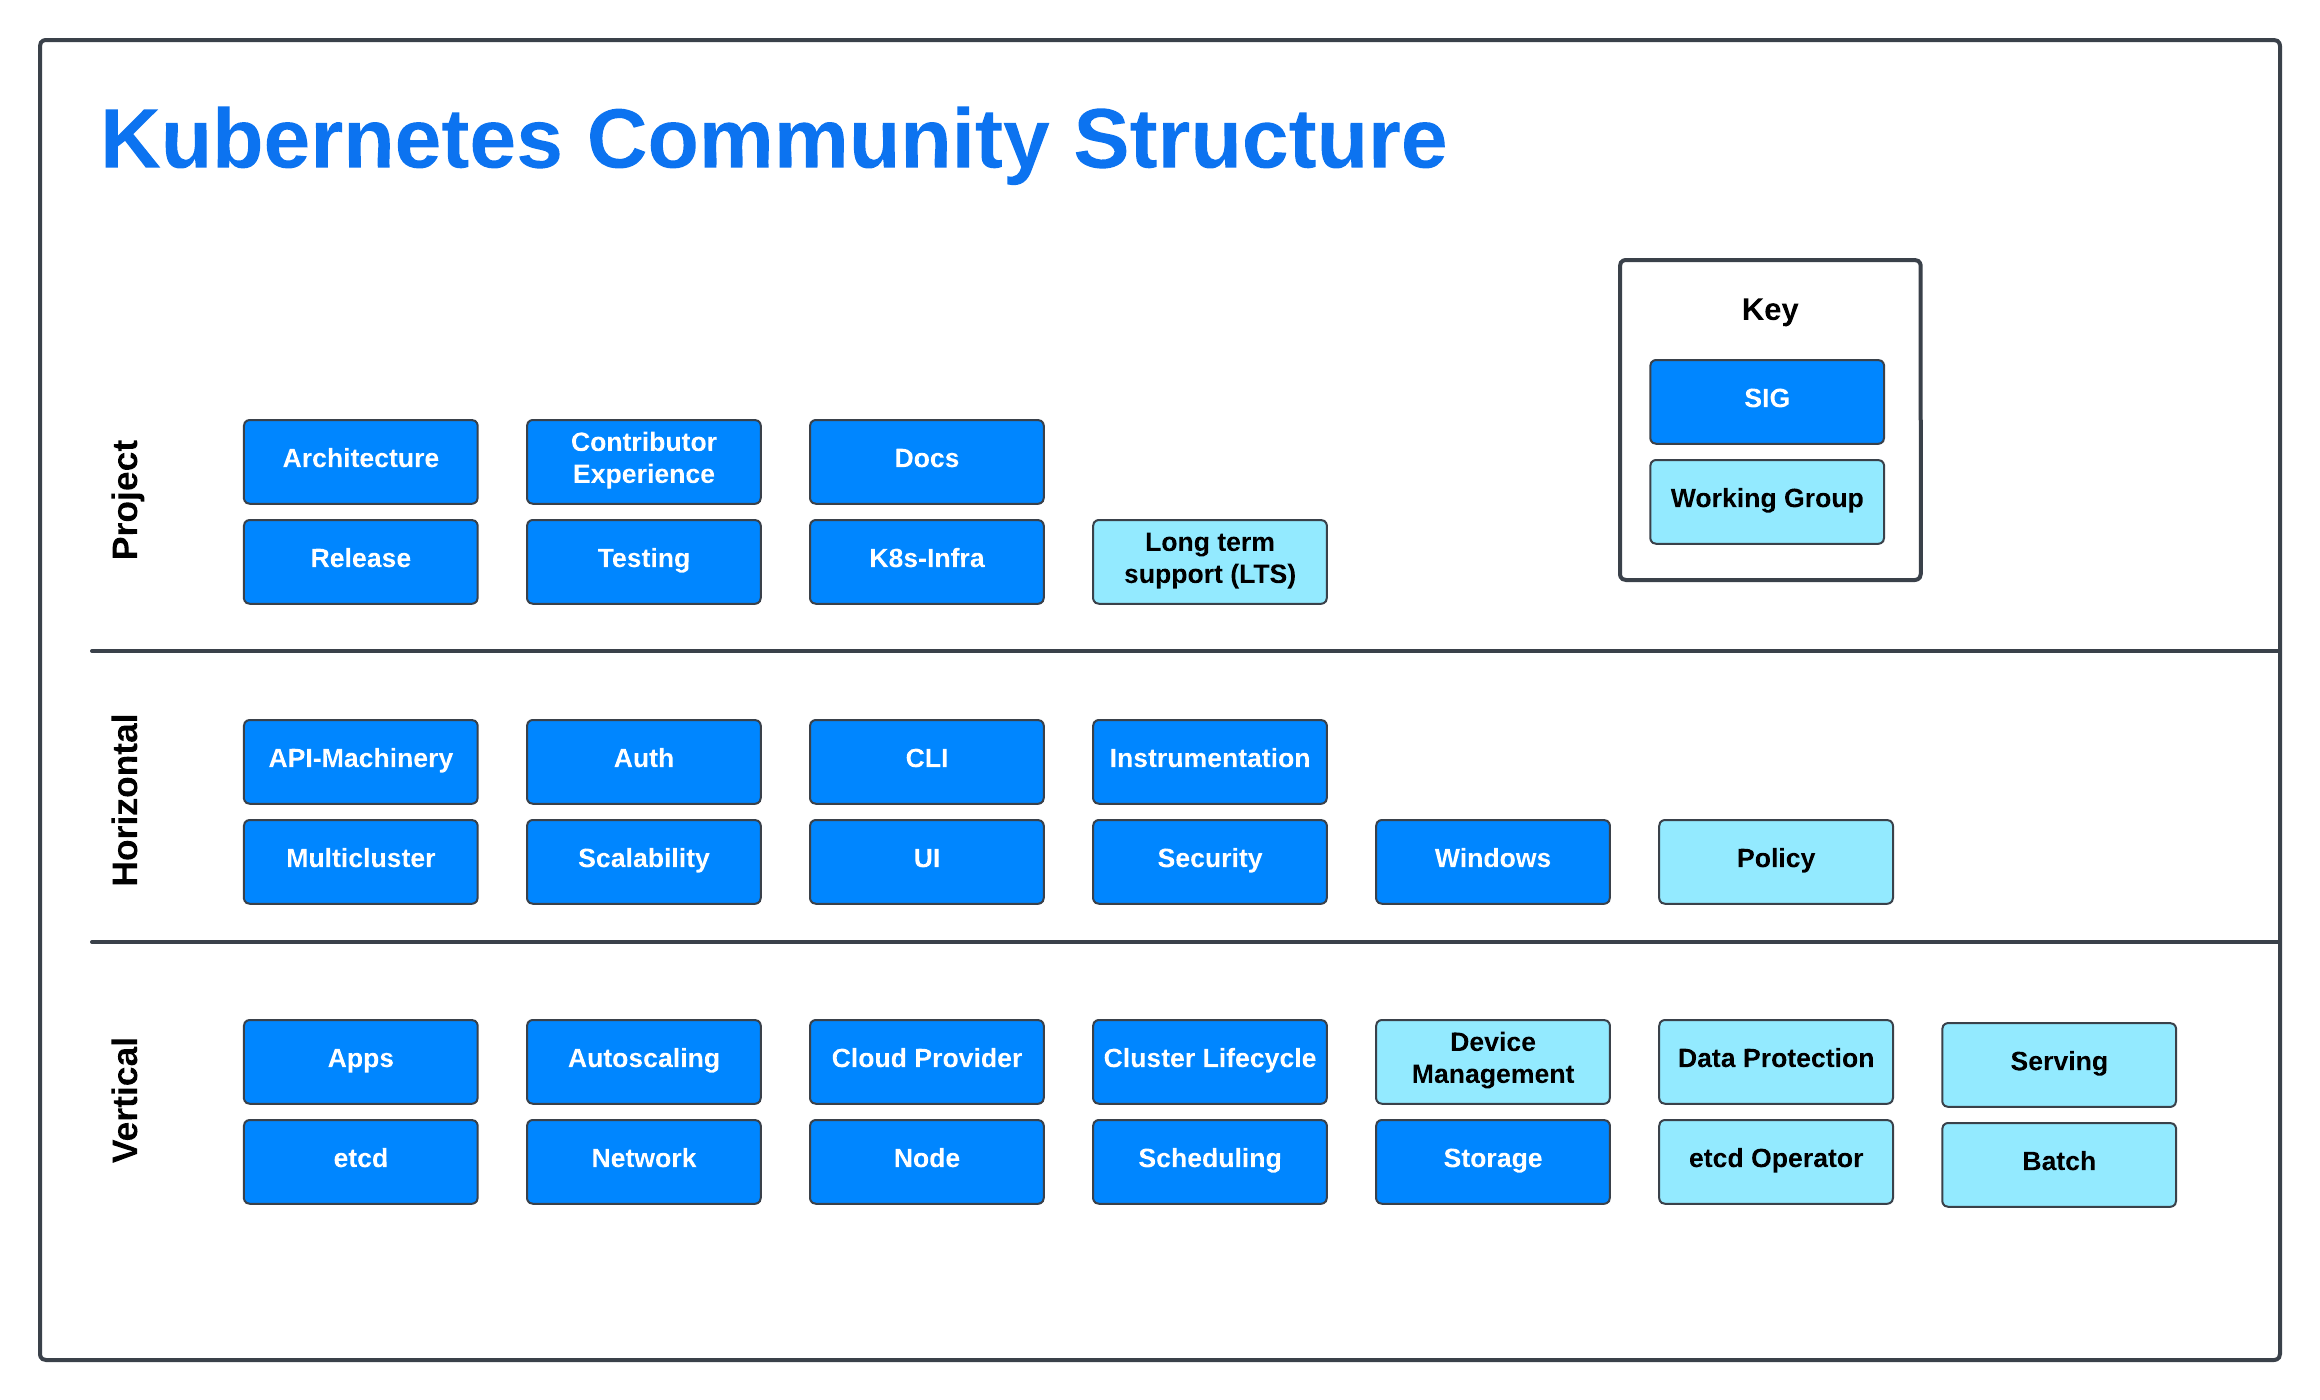 Kubernetes Community Structure
Key
SIG
Working Group
Project
Architecture
Contributor
Experience
Docs
Release
Testing
K8s-Infra
Long term
support (LTS)
Horizontal
API-Machinery
Auth
CLI
Instrumentation
Multicluster
Scalability
UI
Security
Windows
Policy
Vertical
Apps
Autoscaling
Cloud Provider
Cluster Lifecycle
Device
Management
Data Protection
Serving
etcd
Network
Node
Scheduling
Storage
etcd Operator
Batch